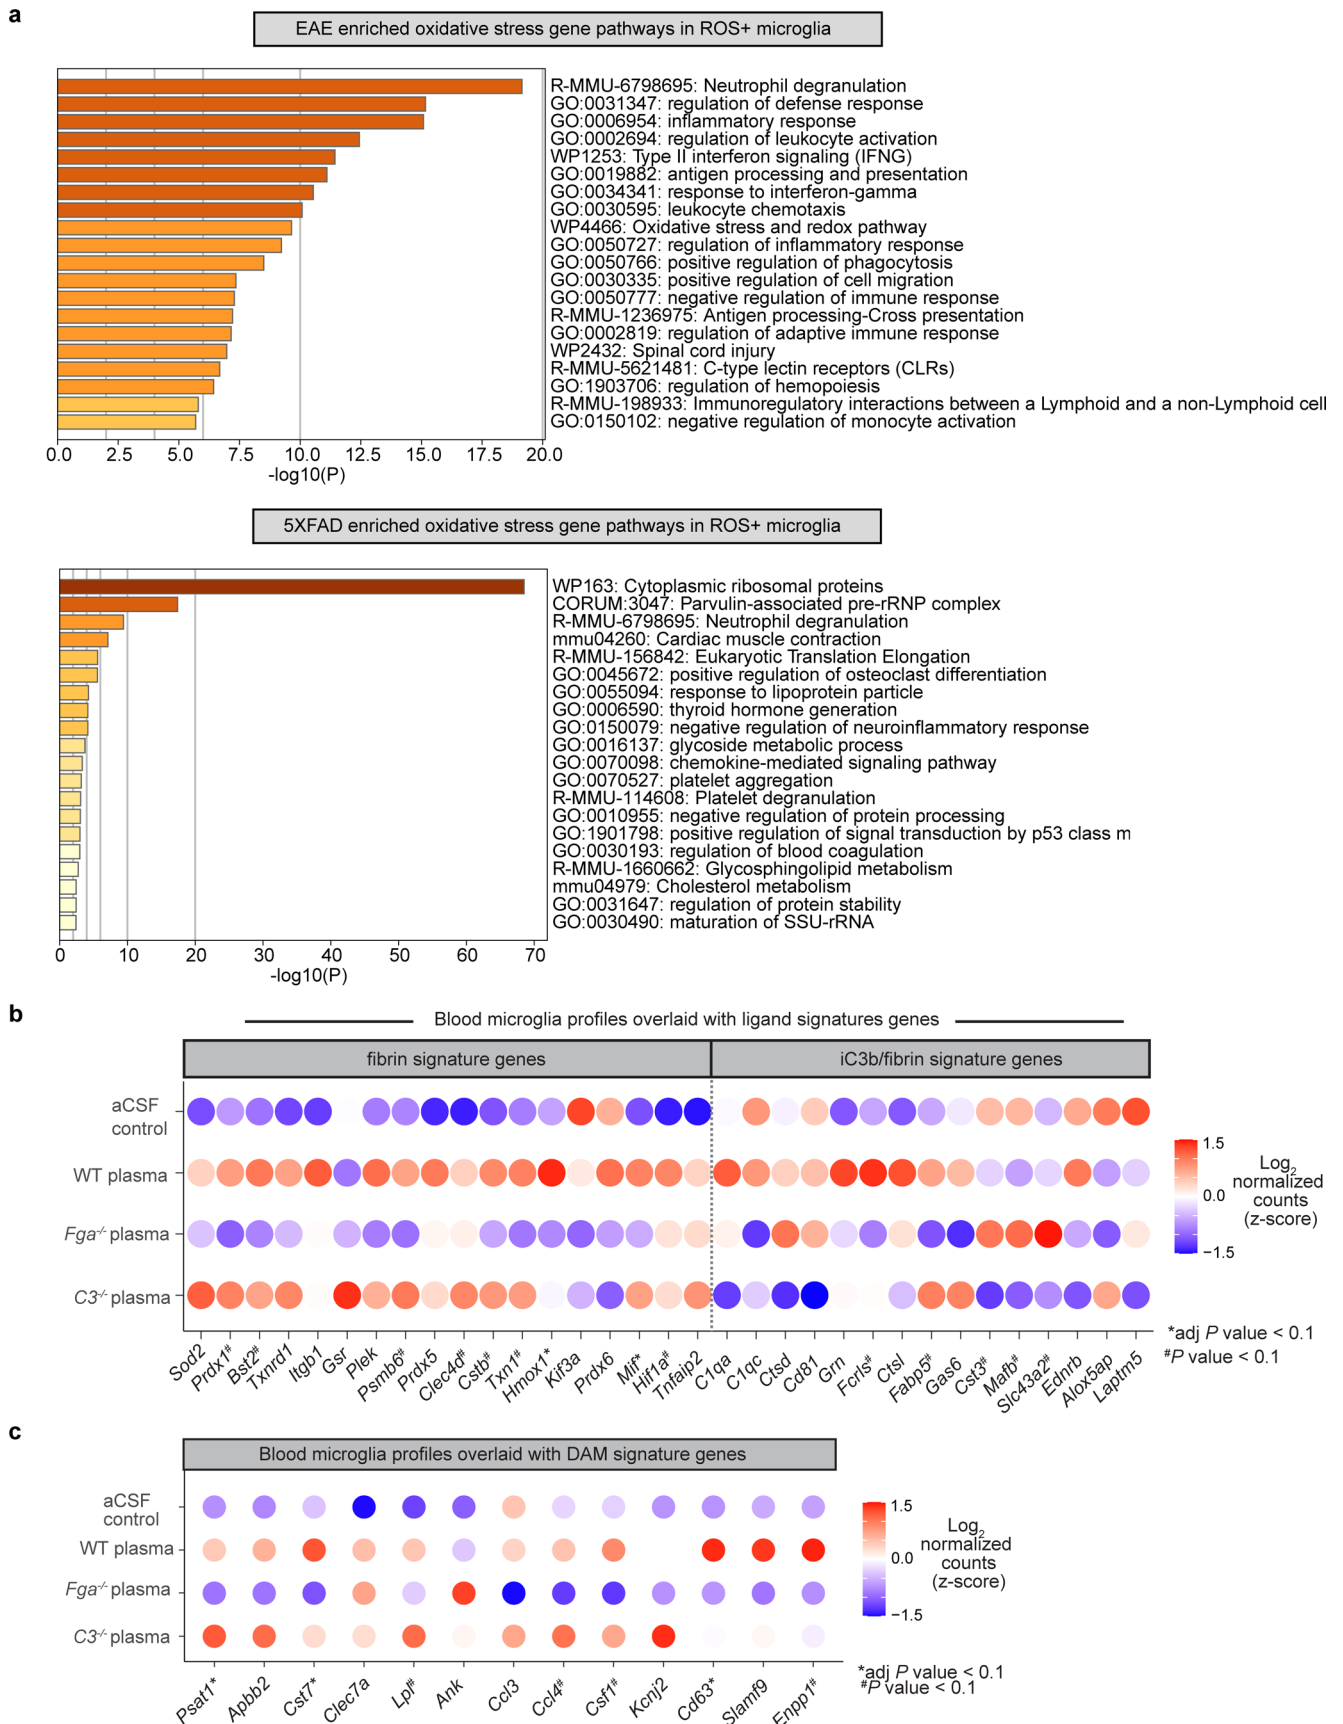 a
EAE enriched oxidative stress gene pathways in ROS+ microglia
R-MMU-6798695: Neutrophil degranulation
GO:0031347: regulation of defense response
GO:0006954: inflammatory response
GO:0002694: regulation of leukocyte activation
WP1253: Type II interferon signaling (IFNG)
GO:0019882: antigen processing and presentation
GO:0034341: response to interferon-gamma
GO:0030595: leukocyte chemotaxis
WP4466: Oxidative stress and redox pathway
GO:0050727: regulation of inflammatory response
GO:0050766: positive regulation of phagocytosis
GO:0030335: positive regulation of cell migration
GO:0050777: negative regulation of immune response
R-MMU-1236975: Antigen processing-Cross presentation
GO:0002819: regulation of adaptive immune response
WP2432: Spinal cord injury
R-MMU-5621481: C-type lectin receptors (CLRs)
GO:1903706: regulation of hemopoiesis
R-MMU-198933: Immunoregulatory interactions between a Lymphoid and a non-Lymphoid cell
GO:0150102: negative regulation of monocyte activation
0.0 2.5 5.0 7.5 10.0 12.5 15.0 17.5 20.0
-log10(P)
5XFAD enriched oxidative stress gene pathways in ROS+ microglia
WP163: Cytoplasmic ribosomal proteins
CORUM:3047: Parvulin-associated pre-rRNP complex
R-MMU-6798695: Neutrophil degranulation
mmu04260: Cardiac muscle contraction
R-MMU-156842: Eukaryotic Translation Elongation
GO:0045672: positive regulation of osteoclast differentiation
GO:0055094: response to lipoprotein particle
GO:0006590: thyroid hormone generation
GO:0150079: negative regulation of neuroinflammatory response
GO:0016137: glycoside metabolic process
GO:0070098: chemokine-mediated signaling pathway
GO:0070527: platelet aggregation
R-MMU-114608: Platelet degranulation
GO:0010955: negative regulation of protein processing
GO:1901798: positive regulation of signal transduction by p53 class m
GO:0030193: regulation of blood coagulation
R-MMU-1660662: Glycosphingolipid metabolism
mmu04979: Cholesterol metabolism
GO:0031647: regulation of protein stability
GO:0030490: maturation of SSU-rRNA
0 10 20 30 40 50 60 70
-log10(P)
b
Blood microglia profiles overlaid with ligand signatures genes
fibrin signature genes iC3b/fibrin signature genes
aCSF
control
WT plasma
Fga-/- plasma
C3-/- plasma
1.5
0.0
−1.5
Log2
normalized
counts
(z-score)
*adj P value < 0.1
#P value < 0.1
Sod2 Prdx1# Bst2# Txnrd1 Itgb1 Gsr Plek Psmb6# Prdx5 Clec4d# Cstb# Txn1# Hmox1* Kif3a Prdx6 Mif* Hif1a# Tnfaip2 C1qa C1qc Ctsd Cd81 Grn Fcrls# Ctsl Fabp5# Gas6 Cst3# Mafb# Slc43a2# Ednrb Alox5ap Laptm5
c
Blood microglia profiles overlaid with DAM signature genes
aCSF
control
WT plasma
Fga-/- plasma
C3-/- plasma
1.5
0.0
−1.5
Log2
normalized
counts
(z-score)
*adj P value < 0.1
#P value < 0.1
Psat1* Apbb2 Cst7* Clec7a Lpl# Ank Ccl3 Ccl4# Csf1# Kcnj2 Cd63* Slamf9 Enpp1#